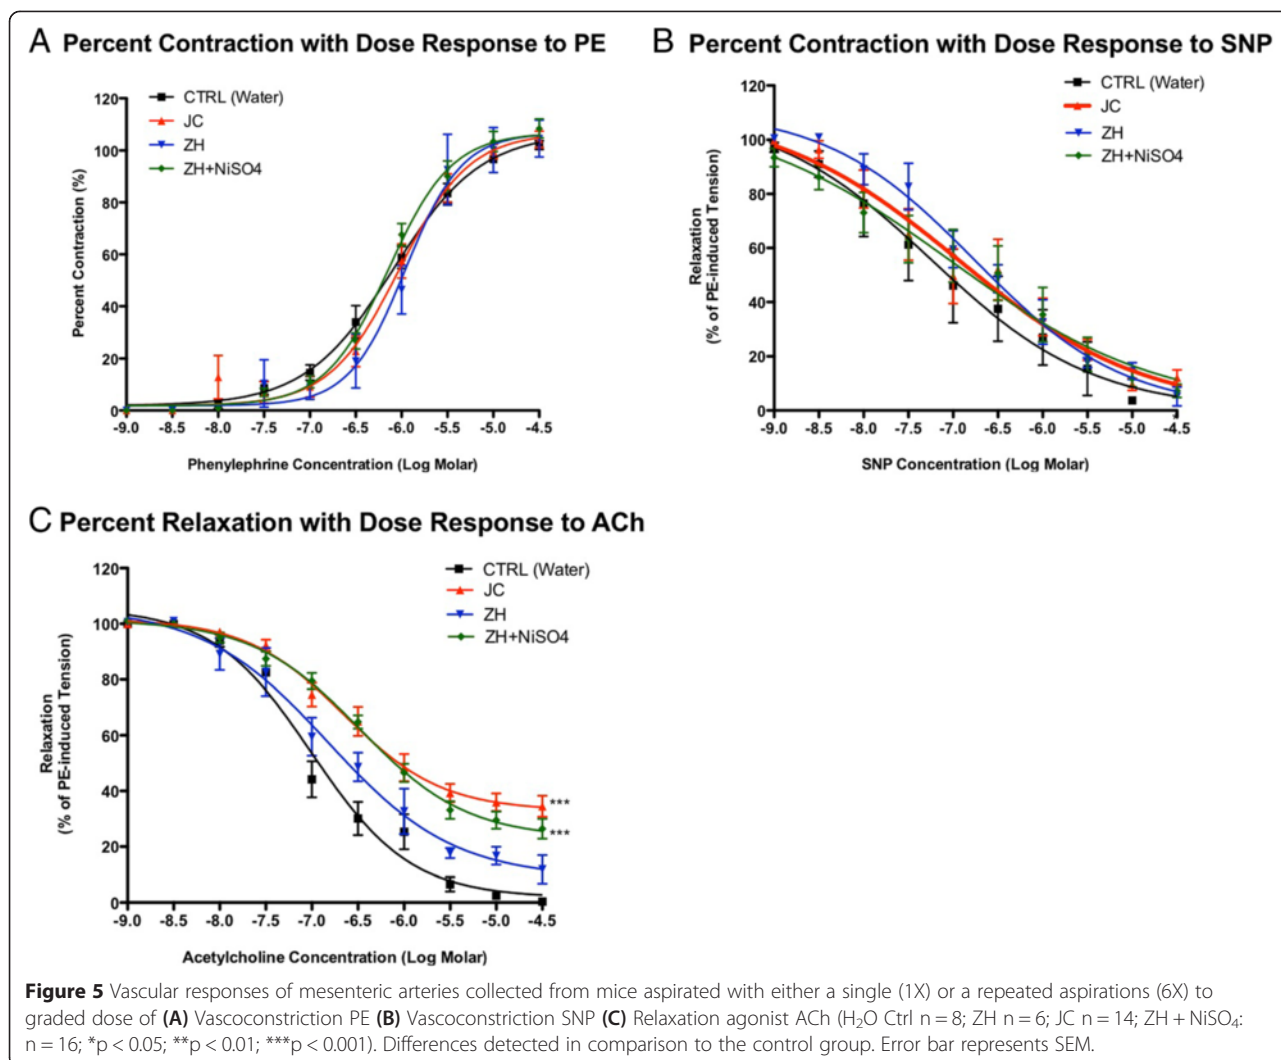 A Percent Contraction with Dose Response to PE
CTRL (Water)
JC
ZH
ZH+NiSO4
Percent Contraction (%)
120
100
80
60
40
20
0
-9.0 -8.5 -8.0 -7.5 -7.0 -6.5 -6.0 -5.5 -5.0 -4.5
Phenylephrine Concentration (Log Molar)
B Percent Contraction with Dose Response to SNP
CTRL (Water)
JC
ZH
ZH+NiSO4
Relaxation
(% of PE-induced Tension)
120
100
80
60
40
20
0
-9.0 -8.5 -8.0 -7.5 -7.0 -6.5 -6.0 -5.5 -5.0 -4.5
SNP Concentration (Log Molar)
C Percent Relaxation with Dose Response to ACh
CTRL (Water)
JC
ZH
ZH+NiSO4
Relaxation
(% of PE-induced Tension)
120
100
80
60
40
20
0
***
***
-9.0 -8.5 -8.0 -7.5 -7.0 -6.5 -6.0 -5.5 -5.0 -4.5
Acetylcholine Concentration (Log Molar)
Figure 5 Vascular responses of mesenteric arteries collected from mice aspirated with either a single (1X) or a repeated aspirations (6X) to
graded dose of (A) Vascoconstriction PE (B) Vascoconstriction SNP (C) Relaxation agonist ACh (H₂O Ctrl n = 8; ZH n = 6; JC n = 14; ZH + NiSO₄:
n = 16; *p < 0.05; **p < 0.01; ***p < 0.001). Differences detected in comparison to the control group. Error bar represents SEM.